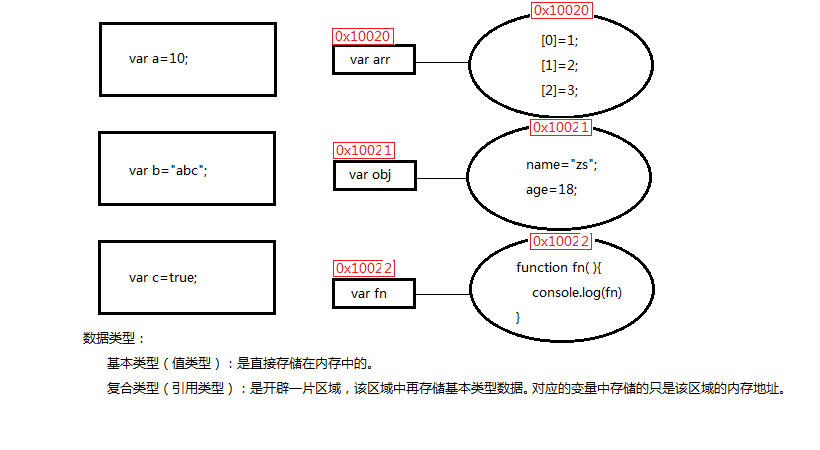 var a=10;
0x10020
var arr
0x10020
[0]=1;
[1]=2;
[2]=3;
var b="abc";
0x10021
var obj
0x10021
name="zs";
age=18;
var c=true;
0x10022
var fn
0x10022
function fn( ){
console.log(fn)
}
数据类型：
基本类型（值类型）：是直接存储在内存中的。
复合类型（引用类型）：是开辟一片区域，该区域中再存储基本类型数据。对应的变量中存储的只是该区域的内存地址。